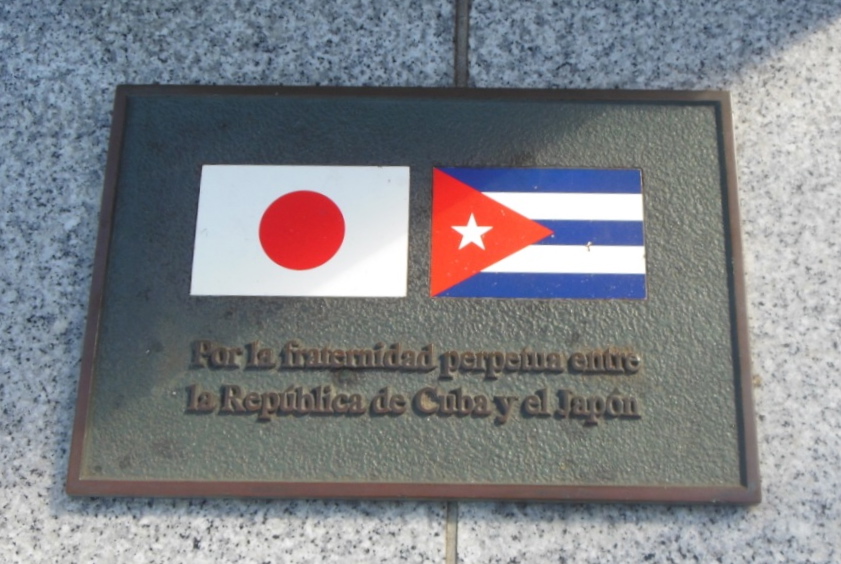 Por la fraternidad perpetua entre
la República de Cuba y el Japón